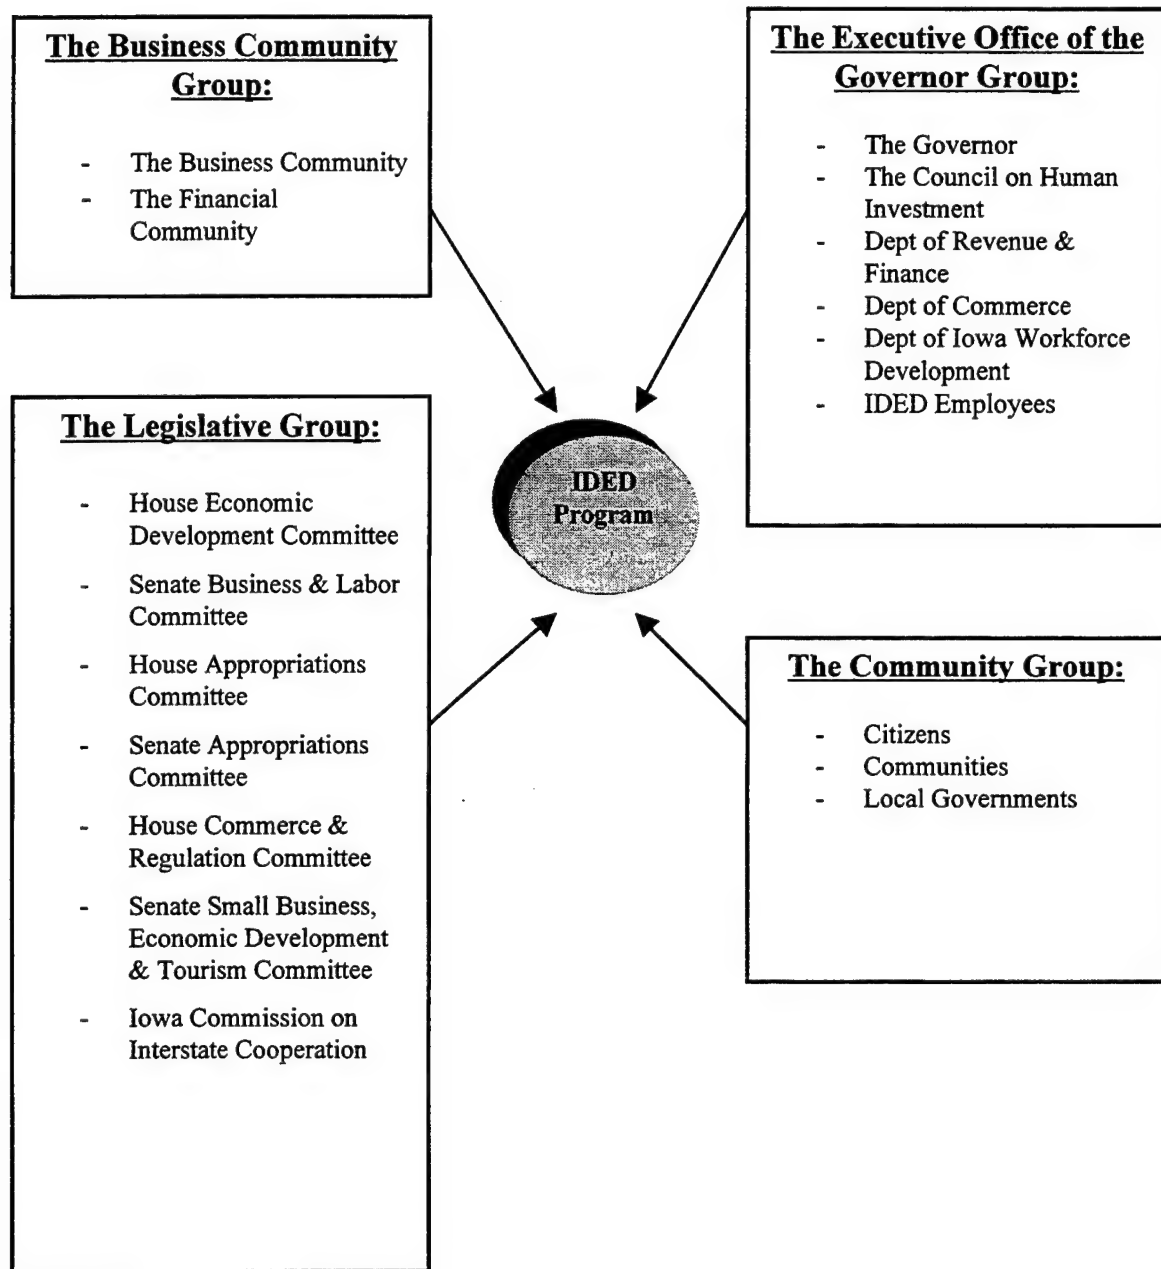 The Business Community
Group:
- The Business Community
- The Financial
Community
The Executive Office of the
Governor Group:
- The Governor
- The Council on Human
Investment
- Dept of Revenue &
Finance
- Dept of Commerce
- Dept of Iowa Workforce
Development
- IDED Employees
The Legislative Group:
- House Economic
Development Committee
- Senate Business & Labor
Committee
- House Appropriations
Committee
- Senate Appropriations
Committee
- House Commerce &
Regulation Committee
- Senate Small Business,
Economic Development
& Tourism Committee
- Iowa Commission on
Interstate Cooperation
IDED
Program
The Community Group:
- Citizens
- Communities
- Local Governments